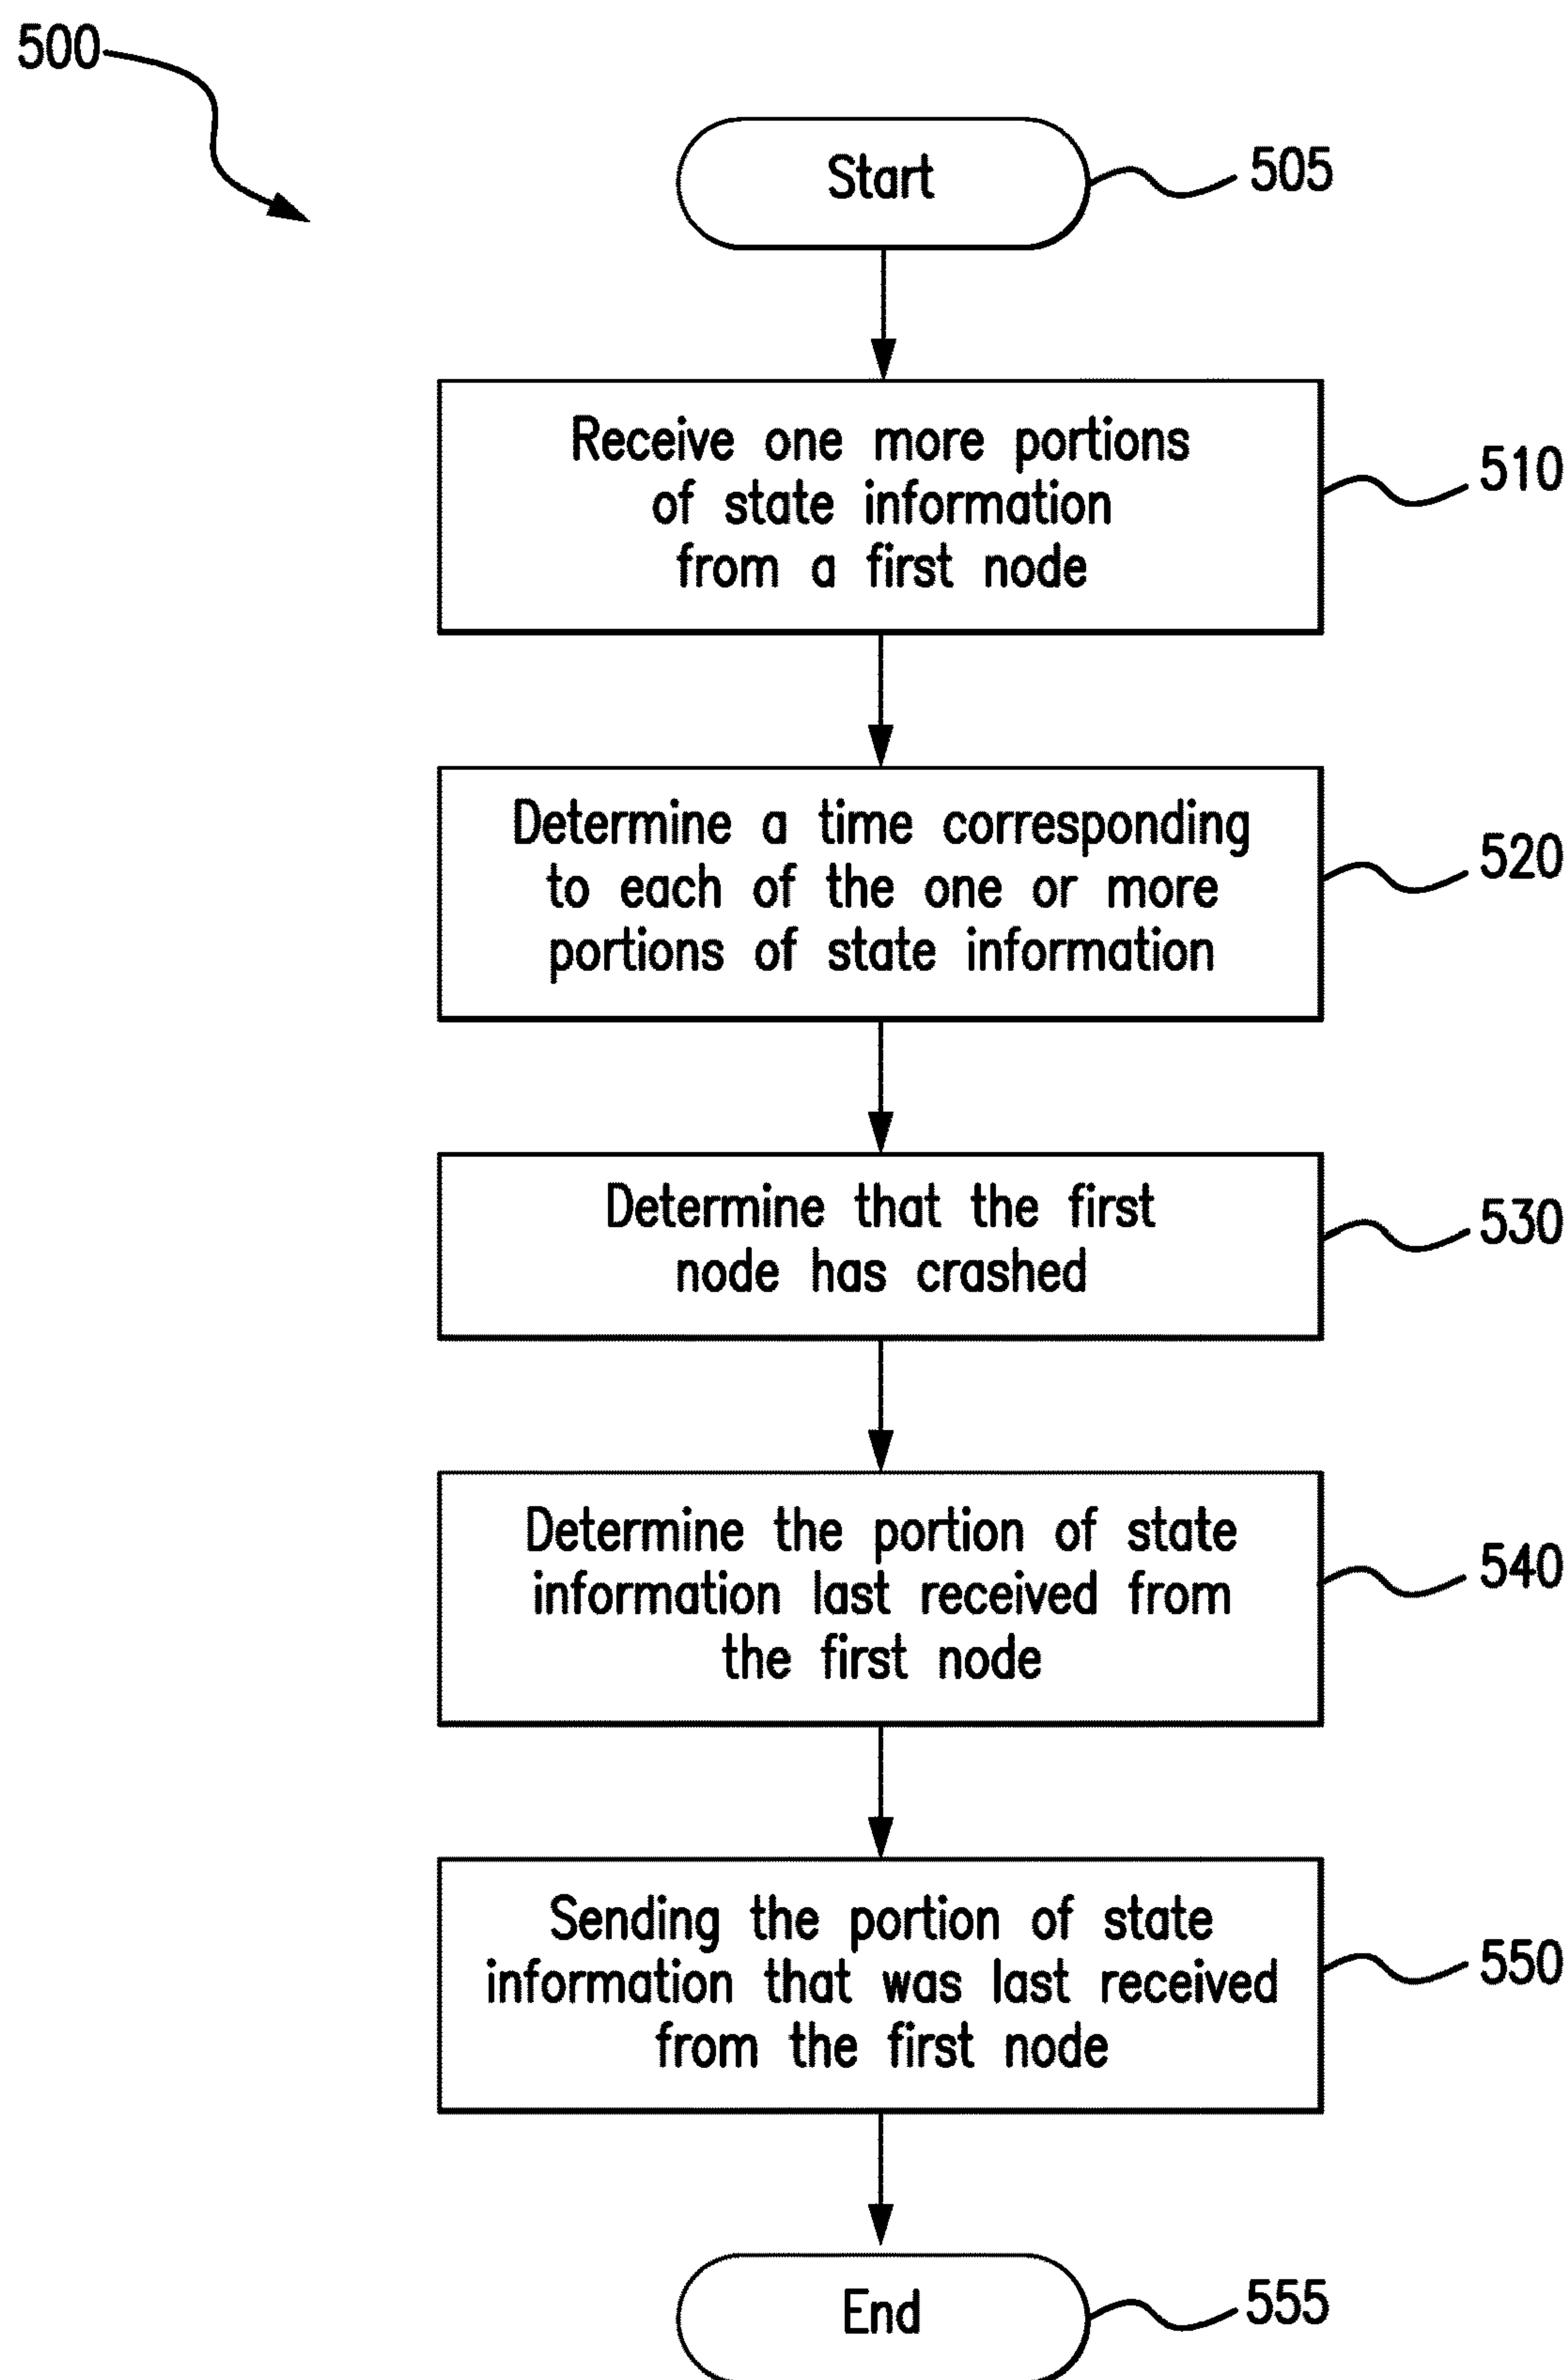 500
Start
505
Receive one more portions
of state information
from a first node
510
Determine a time corresponding
to each of the one or more
portions of state information
520
Determine that the first
node has crashed
530
Determine the portion of state
information last received from
the first node
540
Sending the portion of state
information that was last received
from the first node
550
End
555